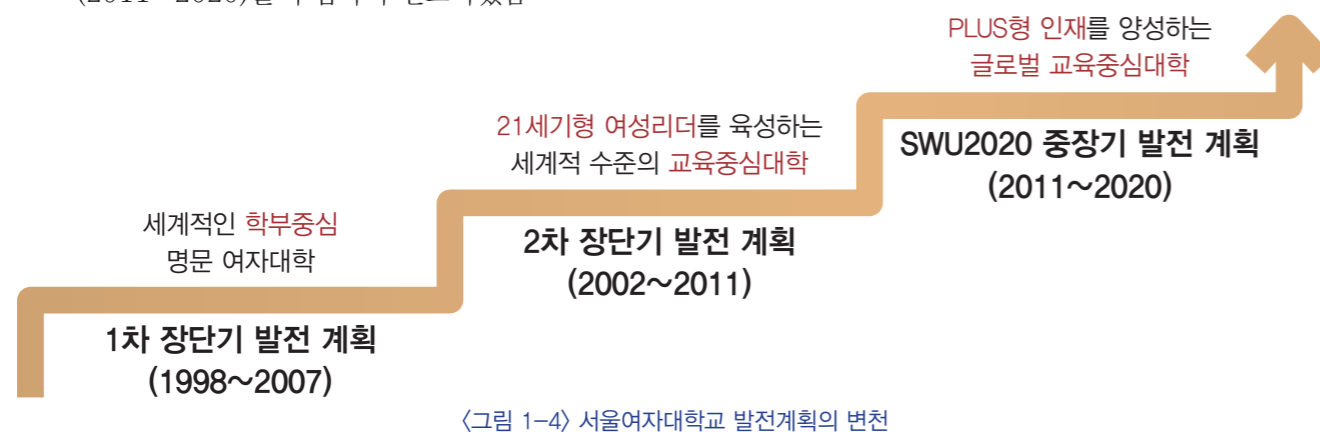 (2011~2020)을
PLUS형 인재를 양성하는
글로벌 교육중심대학
SWU2020 중장기 발전 계획
(2011~2020)
21세기형 여성리더를 육성하는
세계적 수준의 교육중심대학
2차 장단기 발전 계획
(2002~2011)
세계적인 학부중심
명문 여자대학
1차 장단기 발전 계획
(1998~2007)
〈그림 1-4〉 서울여자대학교 발전계획의 변천